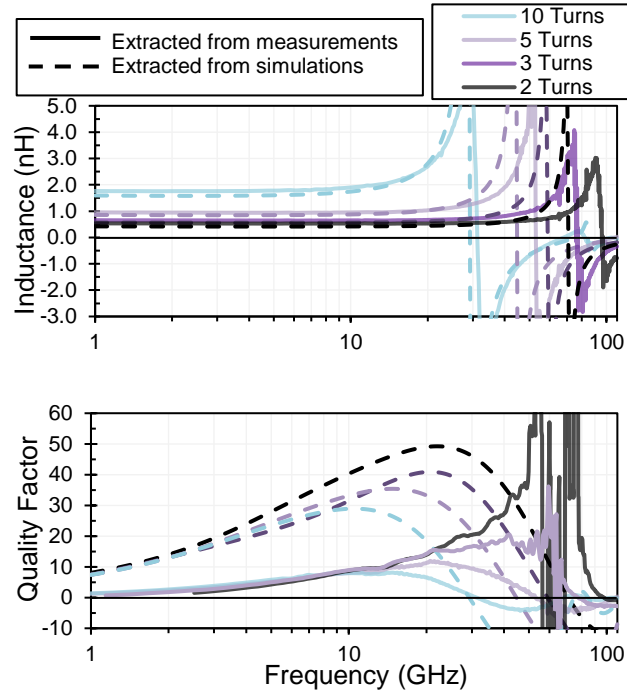 Extracted from measurements
Extracted from simulations
10 Turns
5 Turns
3 Turns
2 Turns
Inductance (nH)
5.0
4.0
3.0
2.0
1.0
0.0
-1.0
-2.0
-3.0
1
10
100
Quality Factor
60
50
40
30
20
10
0
-10
1
10
100
Frequency (GHz)